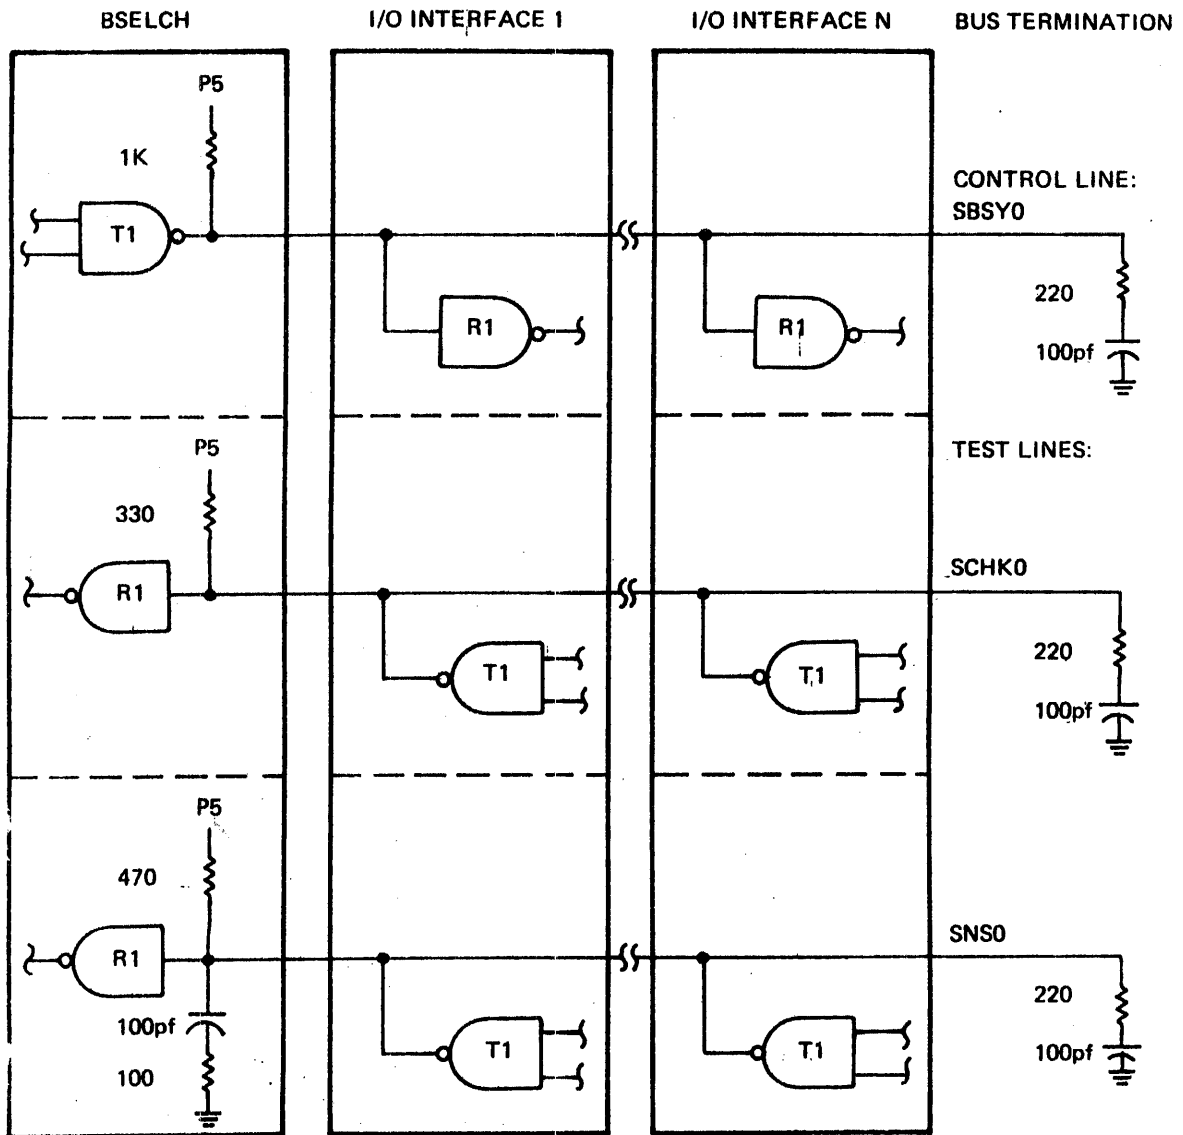 BSELCH
I/O INTERFACE 1
I/O INTERFACE N
BUS TERMINATION
P5
1K
T1
R1
R1
CONTROL LINE:
SBSY0
220
100pf
P5
330
R1
T1
T1
TEST LINES:
SCHK0
220
100pf
P5
470
R1
100pf
100
T1
T1
SNS0
220
100pf